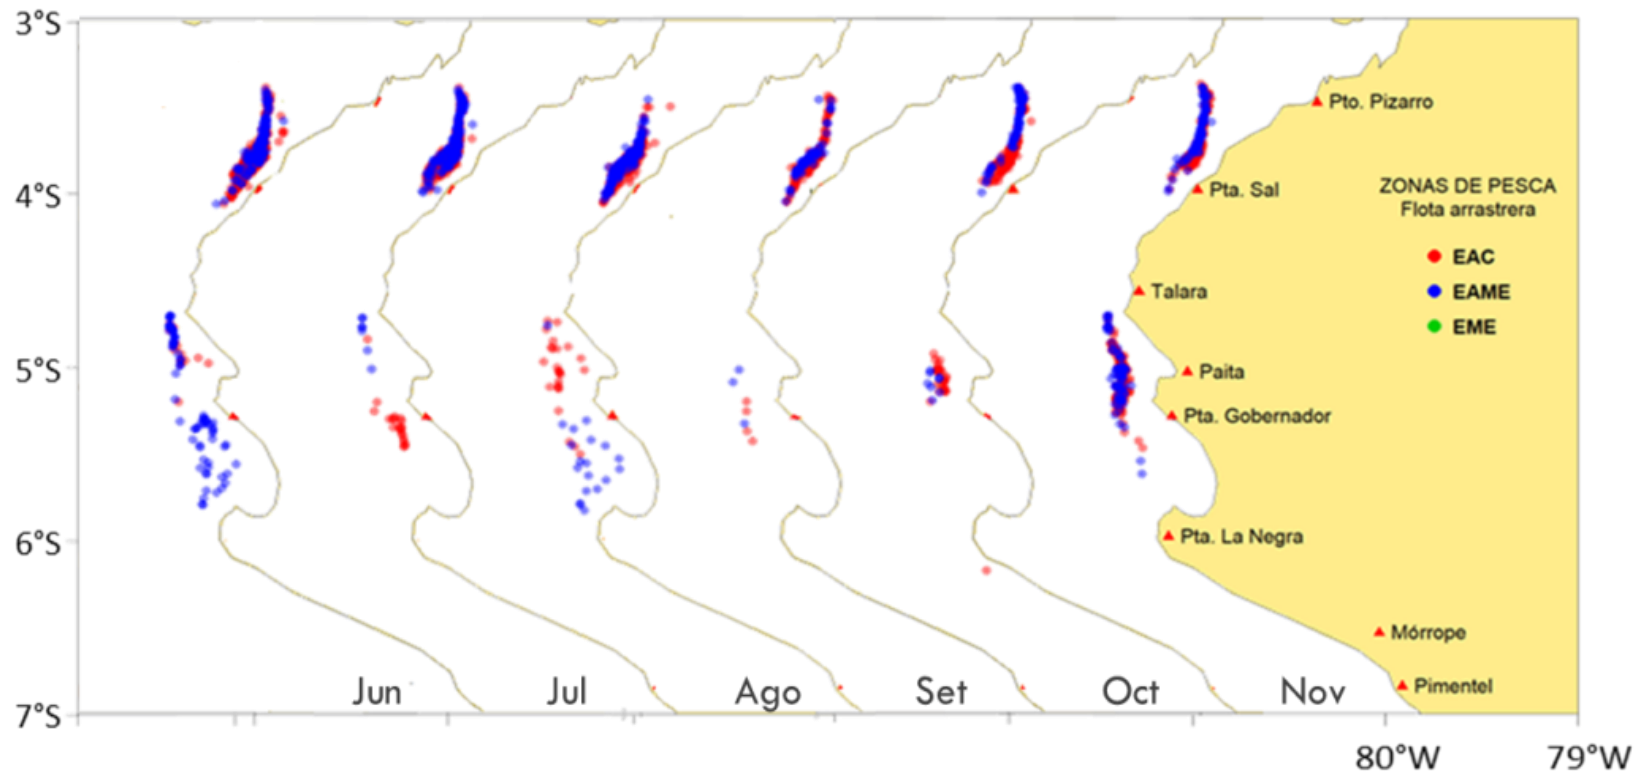 3°S
Pto. Pizarro
4°S
Pta. Sal
ZONAS DE PESCA
Flota arrastrera
EAC
Talara
EAME
EME
5°S
Paita
Pta. Gobernador
6°S
Pta. La Negra
Mórrope
Jun Jul Ago Set Oct Nov
Pimentel
7°S
80°W 79°W